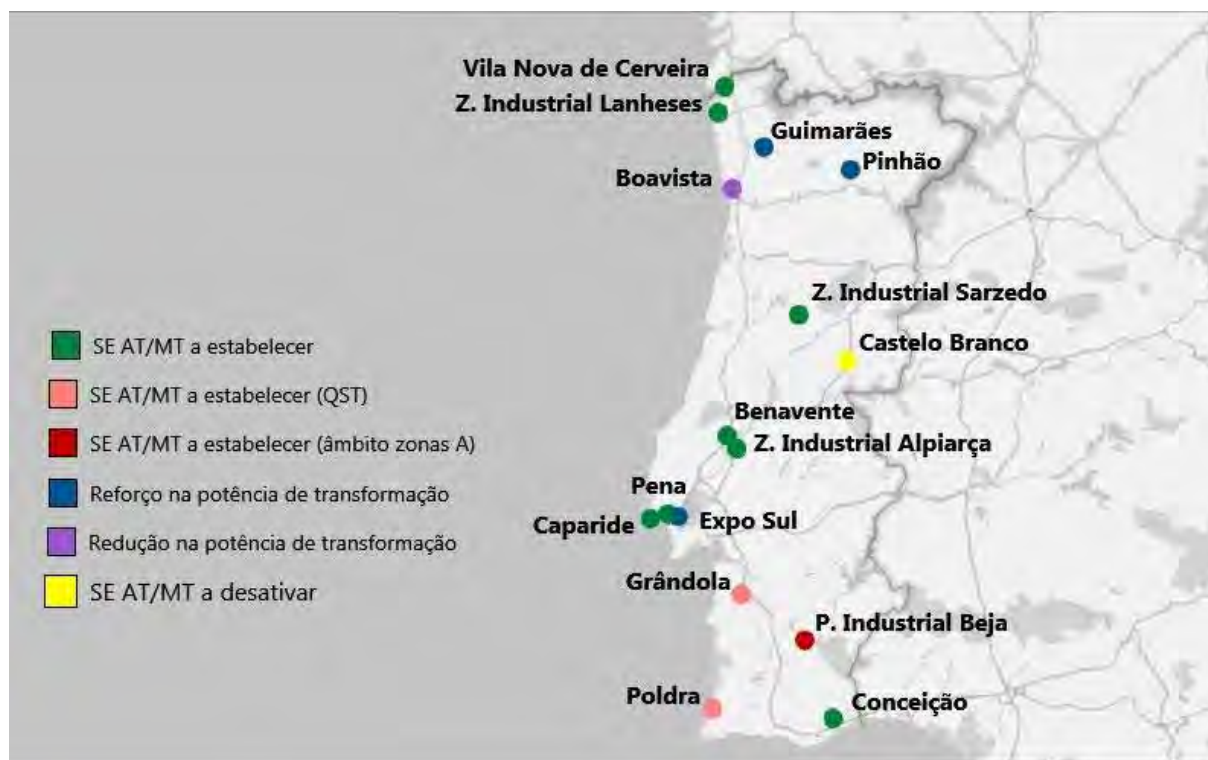 Vila Nova de Cerveira
Z. Industrial Lanheses
Guimarães
Pinhão
Boavista
Z. Industrial Sarzedo
Castelo Branco
Benavente
Z. Industrial Alpiarça
Pena
Caparide
Expo Sul
Grândola
P. Industrial Beja
Poldra
Conceição
SE AT/MT a estabelecer
SE AT/MT a estabelecer (QST)
SE AT/MT a estabelecer (âmbito zonas A)
Reforço na potência de transformação
Redução na potência de transformação
SE AT/MT a desativar